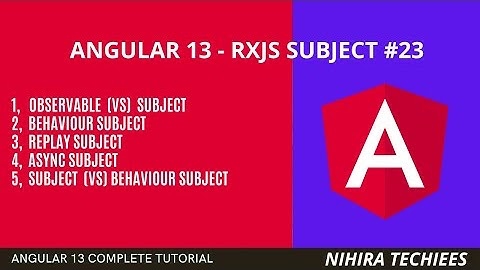 ANGULAR 13 - RXJS SUBJECT #23
1, OBSERVABLE (VS) SUBJECT
2, BEHAVIOUR SUBJECT
3, REPLAY SUBJECT
4, ASYNC SUBJECT
5, SUBJECT (VS) BEHAVIOUR SUBJECT
A
ANGULAR 13 COMPLETE TUTORIAL
NIHIRA TECHIEES